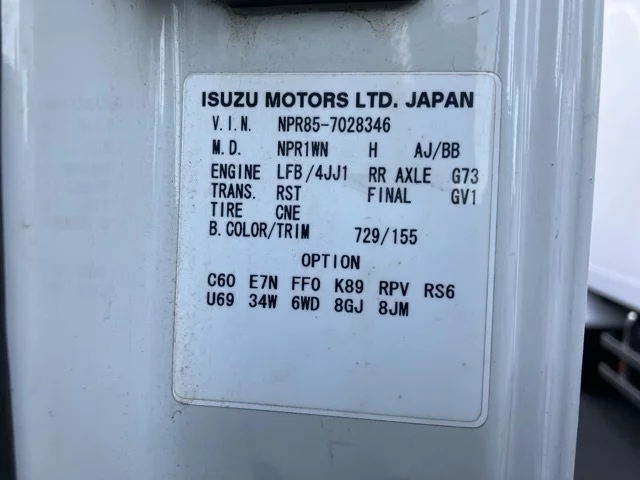 ISUZU MOTORS LTD. JAPAN
V.I.N. NPR85-7028346
M.D. NPR1WN H AJ/BB
ENGINE LFB/4JJ1 RR AXLE G73
TRANS. RST FINAL GV1
TIRE CNE
B.COLOR/TRIM 729/155
OPTION
C60 E7N FF0 K89 RPV RS6
U69 34W 6WD 8GJ 8JM